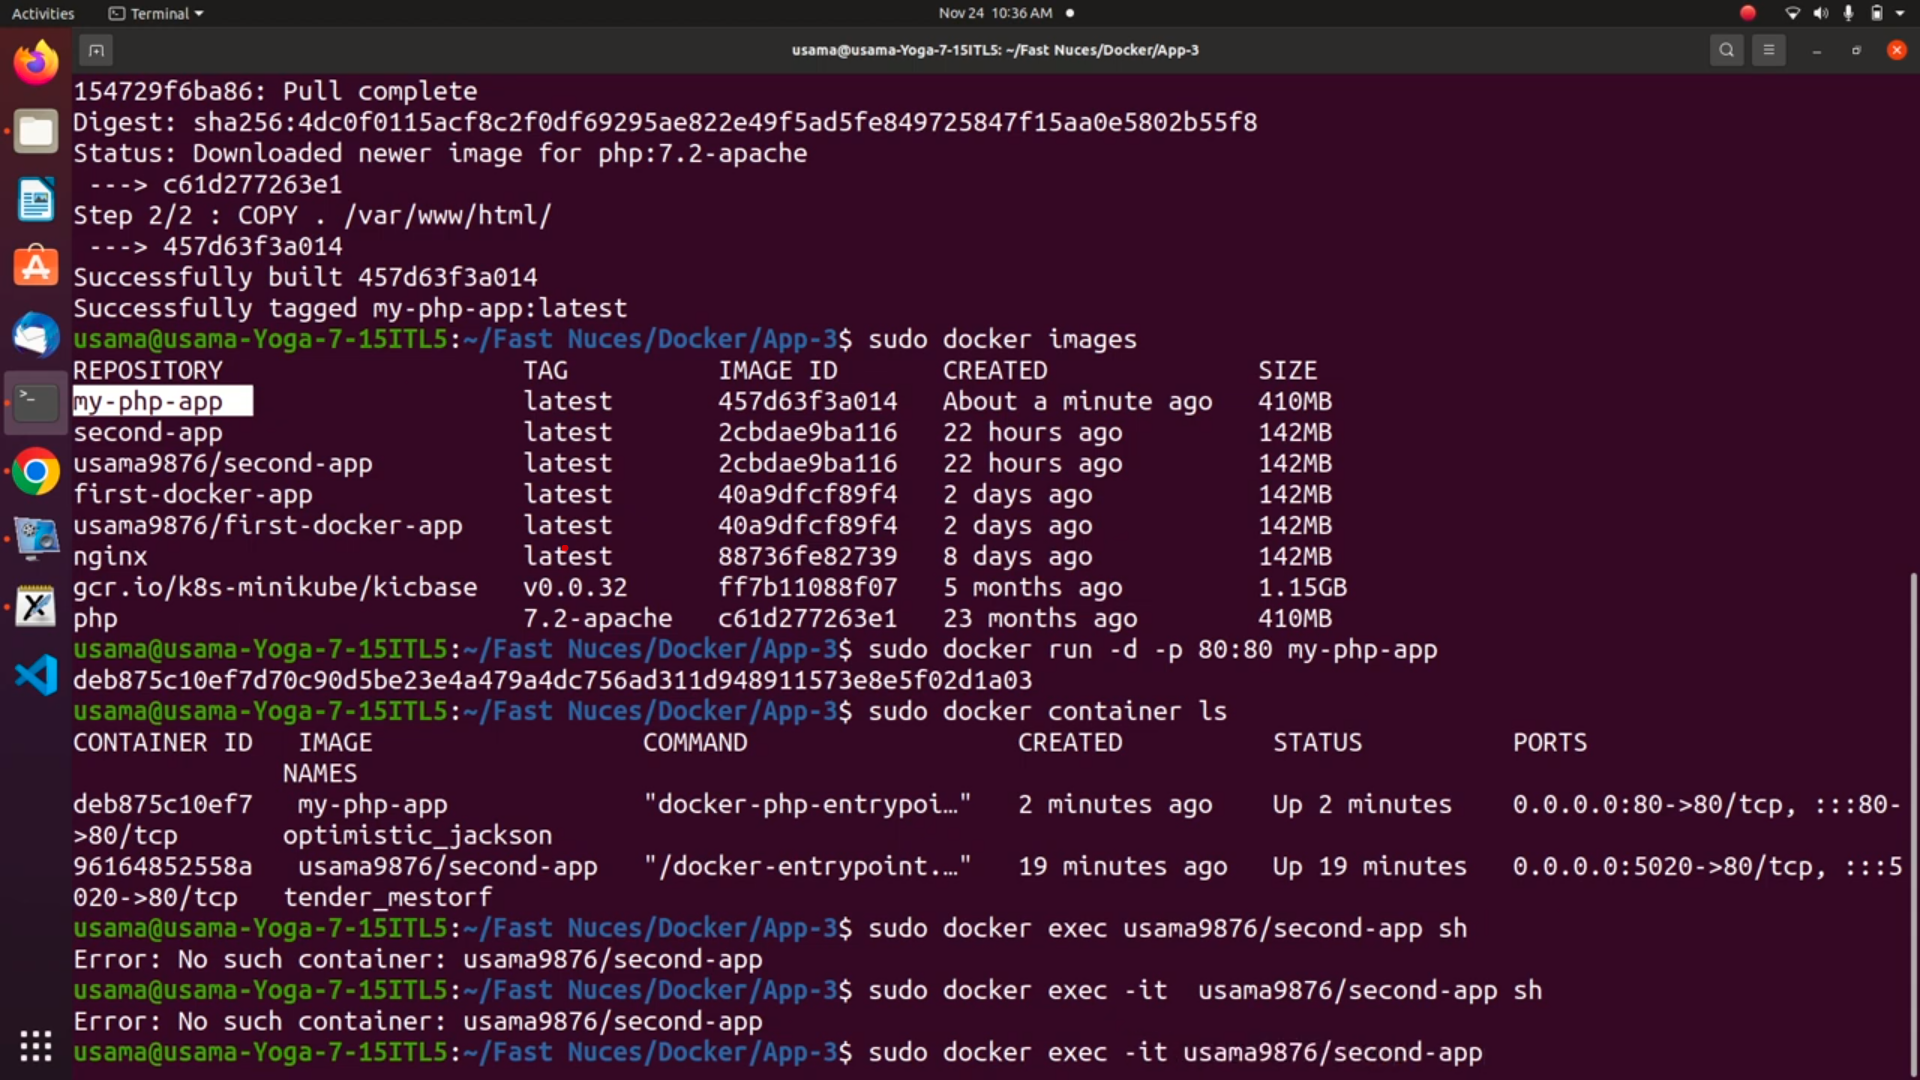 Activities
Terminal
Nov 24 10:36 AM
usama@usama-Yoga-7-15ITL5: ~/Fast Nuces/Docker/App-3
154729f6ba86: Pull complete
Digest: sha256:4dc0f0115acf8c2f0df69295ae822e49f5ad5fe849725847f15aa0e5802b55f8
Status: Downloaded newer image for php:7.2-apache
---> c61d277263e1
Step 2/2 : COPY . /var/www/html/
---> 457d63f3a014
Successfully built 457d63f3a014
Successfully tagged my-php-app:latest
usama@usama-Yoga-7-15ITL5:~/Fast Nuces/Docker/App-3$ sudo docker images
REPOSITORY TAG IMAGE ID CREATED SIZE
my-php-app latest 457d63f3a014 About a minute ago 410MB
second-app latest 2cbdae9ba116 22 hours ago 142MB
usama9876/second-app latest 2cbdae9ba116 22 hours ago 142MB
first-docker-app latest 40a9dfcf89f4 2 days ago 142MB
usama9876/first-docker-app latest 40a9dfcf89f4 2 days ago 142MB
nginx latest 88736fe82739 8 days ago 142MB
gcr.io/k8s-minikube/kicbase v0.0.32 ff7b11088f07 5 months ago 1.15GB
php 7.2-apache c61d277263e1 23 months ago 410MB
usama@usama-Yoga-7-15ITL5:~/Fast Nuces/Docker/App-3$ sudo docker run -d -p 80:80 my-php-app
deb875c10ef7d70c90d5be23e4a479a4dc756ad311d948911573e8e5f02d1a03
usama@usama-Yoga-7-15ITL5:~/Fast Nuces/Docker/App-3$ sudo docker container ls
CONTAINER ID IMAGE COMMAND CREATED STATUS PORTS
NAMES
deb875c10ef7 my-php-app "docker-php-entrypoi…" 2 minutes ago Up 2 minutes 0.0.0.0:80->80/tcp, :::80-
>80/tcp optimistic_jackson
96164852558a usama9876/second-app "/docker-entrypoint.…" 19 minutes ago Up 19 minutes 0.0.0.0:5020->80/tcp, :::5
020->80/tcp tender_mestorf
usama@usama-Yoga-7-15ITL5:~/Fast Nuces/Docker/App-3$ sudo docker exec usama9876/second-app sh
Error: No such container: usama9876/second-app
usama@usama-Yoga-7-15ITL5:~/Fast Nuces/Docker/App-3$ sudo docker exec -it  usama9876/second-app sh
Error: No such container: usama9876/second-app
usama@usama-Yoga-7-15ITL5:~/Fast Nuces/Docker/App-3$ sudo docker exec -it usama9876/second-app